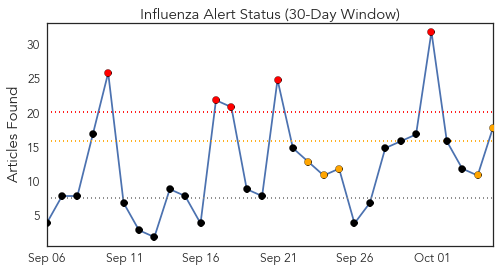 Influenza Alert Status (30-Day Window)
Articles Found
30
25
20
15
10
5
Sep 06 Sep 11 Sep 16 Sep 21 Sep 26 Oct 01